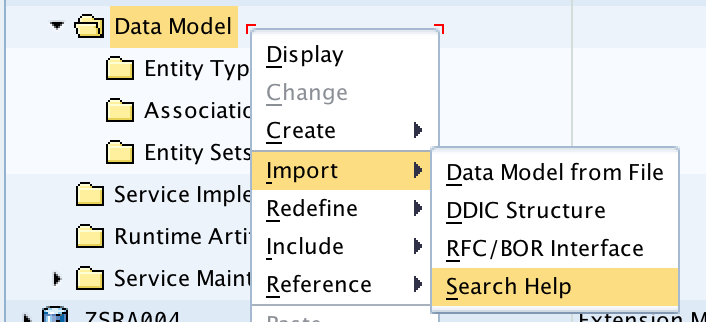 Data Model
Display
Entity Typ
Change
Associatio
Create
Entity Sets
Import
Data Model from File
Service Imple
Redefine
DDIC Structure
Runtime Arti
Include
RFC/BOR Interface
Service Maint
Reference
Search Help
ZSRA004
Paste
Extension M